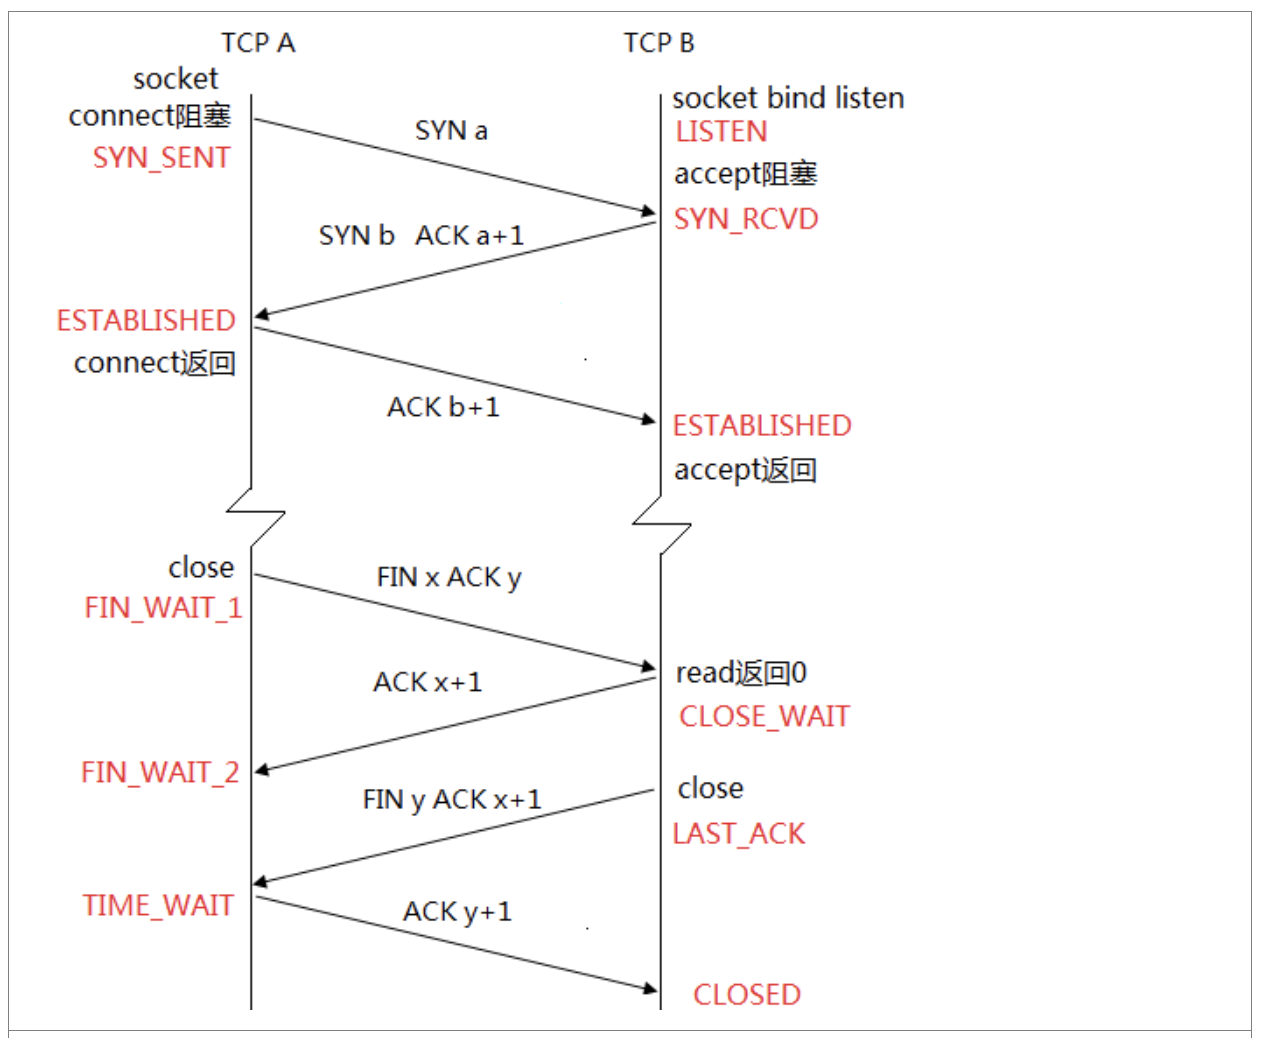 TCP A
TCP B
socket
connect阻塞
SYN_SENT
SYN a
socket bind listen
LISTEN
accept阻塞
SYN_RCVD
SYN b ACK a+1
ESTABLISHED
connect返回
ACK b+1
ESTABLISHED
accept返回
close
FIN_WAIT_1
FIN x ACK y
read返回0
CLOSE_WAIT
ACK x+1
FIN_WAIT_2
close
LAST_ACK
FIN y ACK x+1
TIME_WAIT
ACK y+1
CLOSED